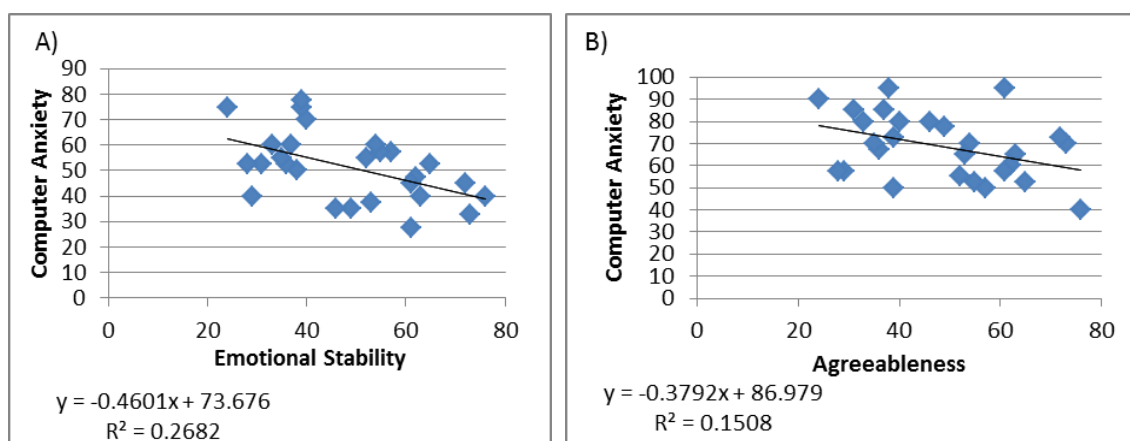 A)
90
80
70
60
50
40
30
20
10
0
Computer Anxiety
0 20 40 60 80
Emotional Stability
y = -0.4601x + 73.676
R² = 0.2682
B)
100
90
80
70
60
50
40
30
20
10
0
Computer Anxiety
0 20 40 60 80
Agreeableness
y = -0.3792x + 86.979
R² = 0.1508